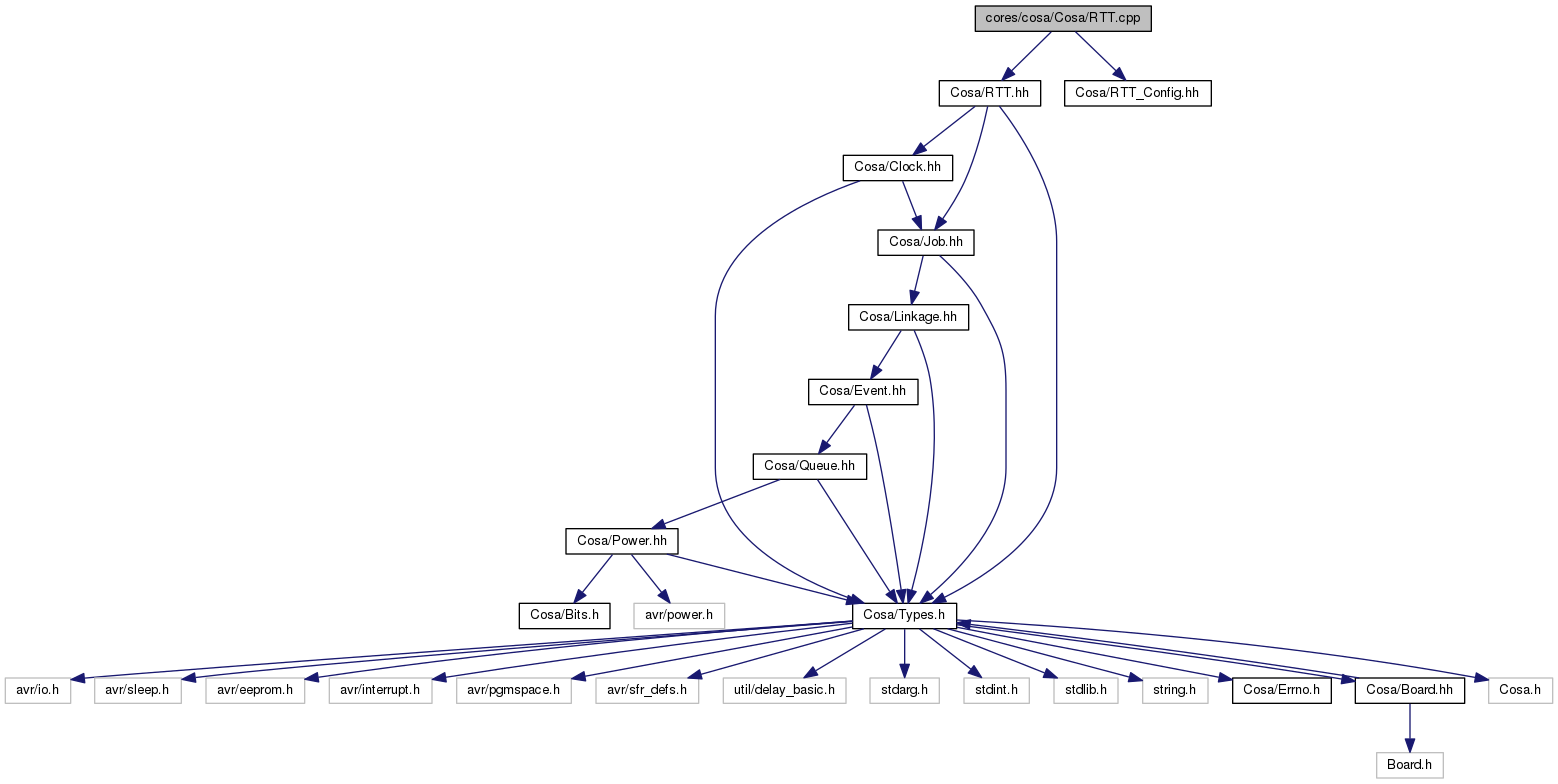 cores/cosa/Cosa/RTT.cpp
Cosa/RTT.hh
Cosa/RTT_Config.hh
Cosa/Clock.hh
Cosa/Job.hh
Cosa/Linkage.hh
Cosa/Event.hh
Cosa/Queue.hh
Cosa/Power.hh
Cosa/Bits.h
avr/power.h
Cosa/Types.h
avr/io.h
avr/sleep.h
avr/eeprom.h
avr/interrupt.h
avr/pgmspace.h
avr/sfr_defs.h
util/delay_basic.h
stdarg.h
stdint.h
stdlib.h
string.h
Cosa/Errno.h
Cosa/Board.hh
Cosa.h
Board.h